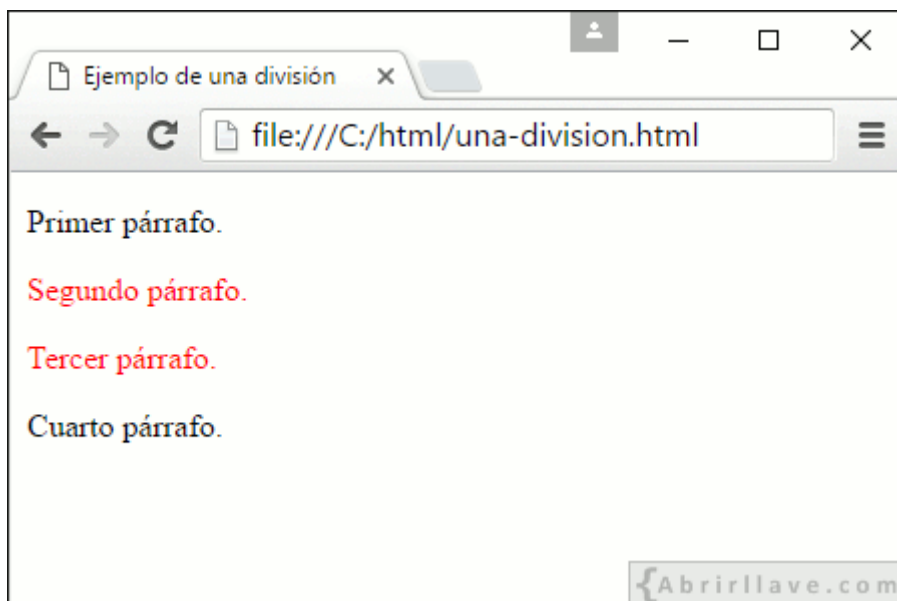 Ejemplo de una división
file:///C:/html/una-division.html
Primer párrafo.
Segundo párrafo.
Tercer párrafo.
Cuarto párrafo.
{Abrirllave.com